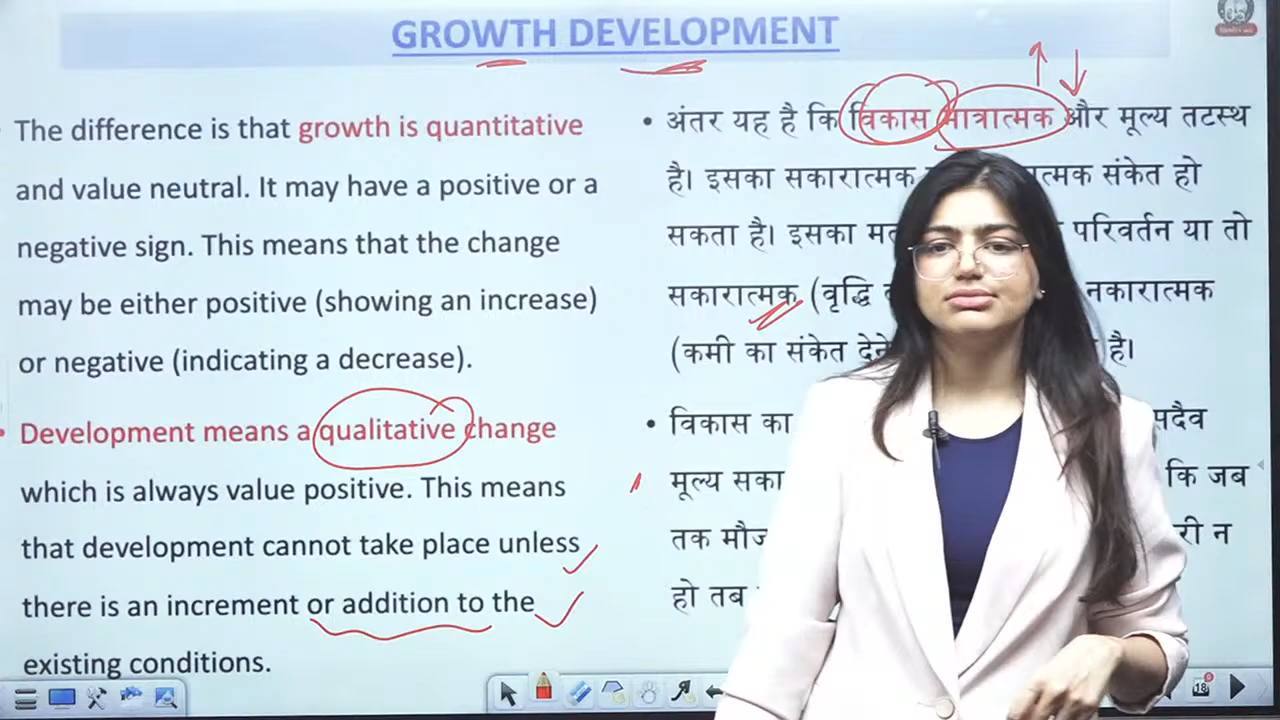 GROWTH DEVELOPMENT
The difference is that growth is quantitative
and value neutral. It may have a positive or a
negative sign. This means that the change
may be either positive (showing an increase)
or negative (indicating a decrease).
Development means a qualitative change
which is always value positive. This means
that development cannot take place unless
there is an increment or addition to the
existing conditions.
• अंतर यह है कि विकास मात्रात्मक और मूल्य तटस्थ
है। इसका सकारात्मक संकेत हो
सकता है। इसका परिवर्तन या तो
सकारात्मक (वृद्धि नकारात्मक
(कमी का संकेत देने है।
• विकास का सदैव
मूल्य कि जब
तक न
हो तब
18